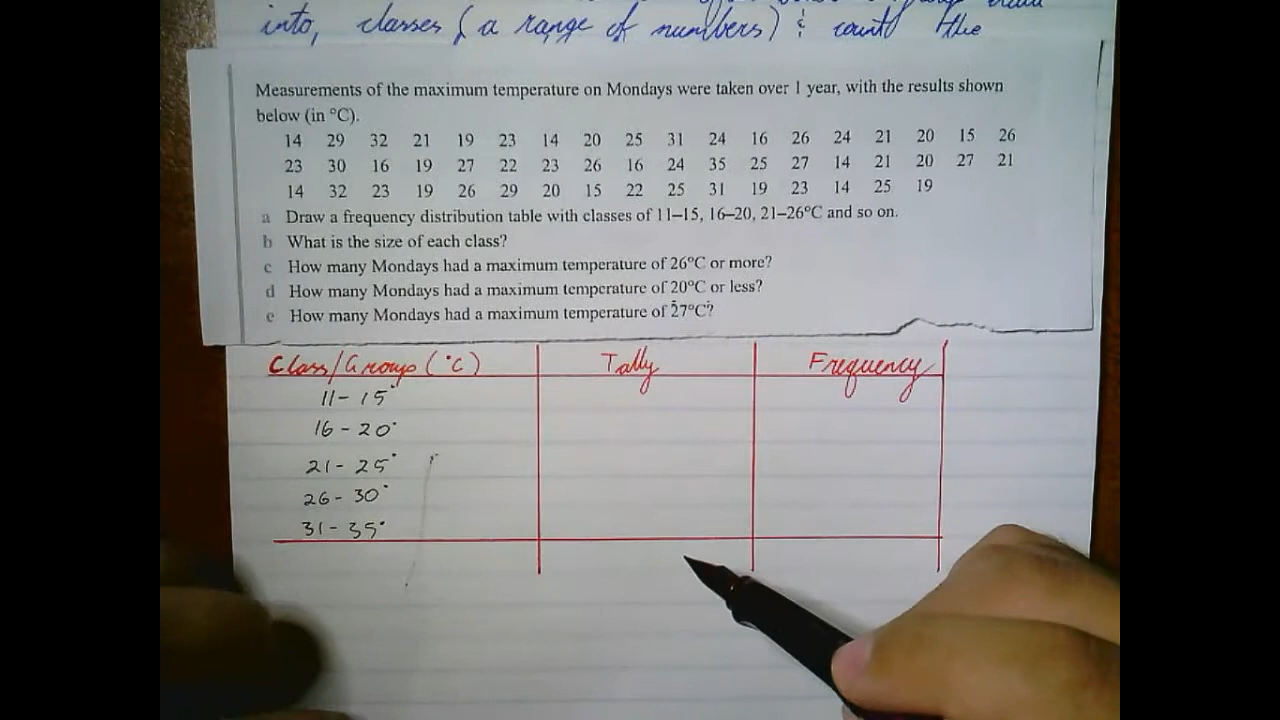 into, classes (a range of numbers) & count the
Measurements of the maximum temperature on Mondays were taken over 1 year, with the results shown
below (in °C).
14 29 32 21 19 23 14 20 25 31 24 16 26 24 21 20 15 26
23 30 16 19 27 22 23 26 16 24 35 25 27 14 21 20 27 21
14 32 23 19 26 29 20 15 22 25 31 19 23 14 25 19
a Draw a frequency distribution table with classes of 11–15, 16–20, 21–26°C and so on.
b What is the size of each class?
c How many Mondays had a maximum temperature of 26°C or more?
d How many Mondays had a maximum temperature of 20°C or less?
e How many Mondays had a maximum temperature of 27°C?
Class/Group (°C) Tally Frequency
11 - 15°
16 - 20°
21 - 25°
26 - 30°
31 - 35°